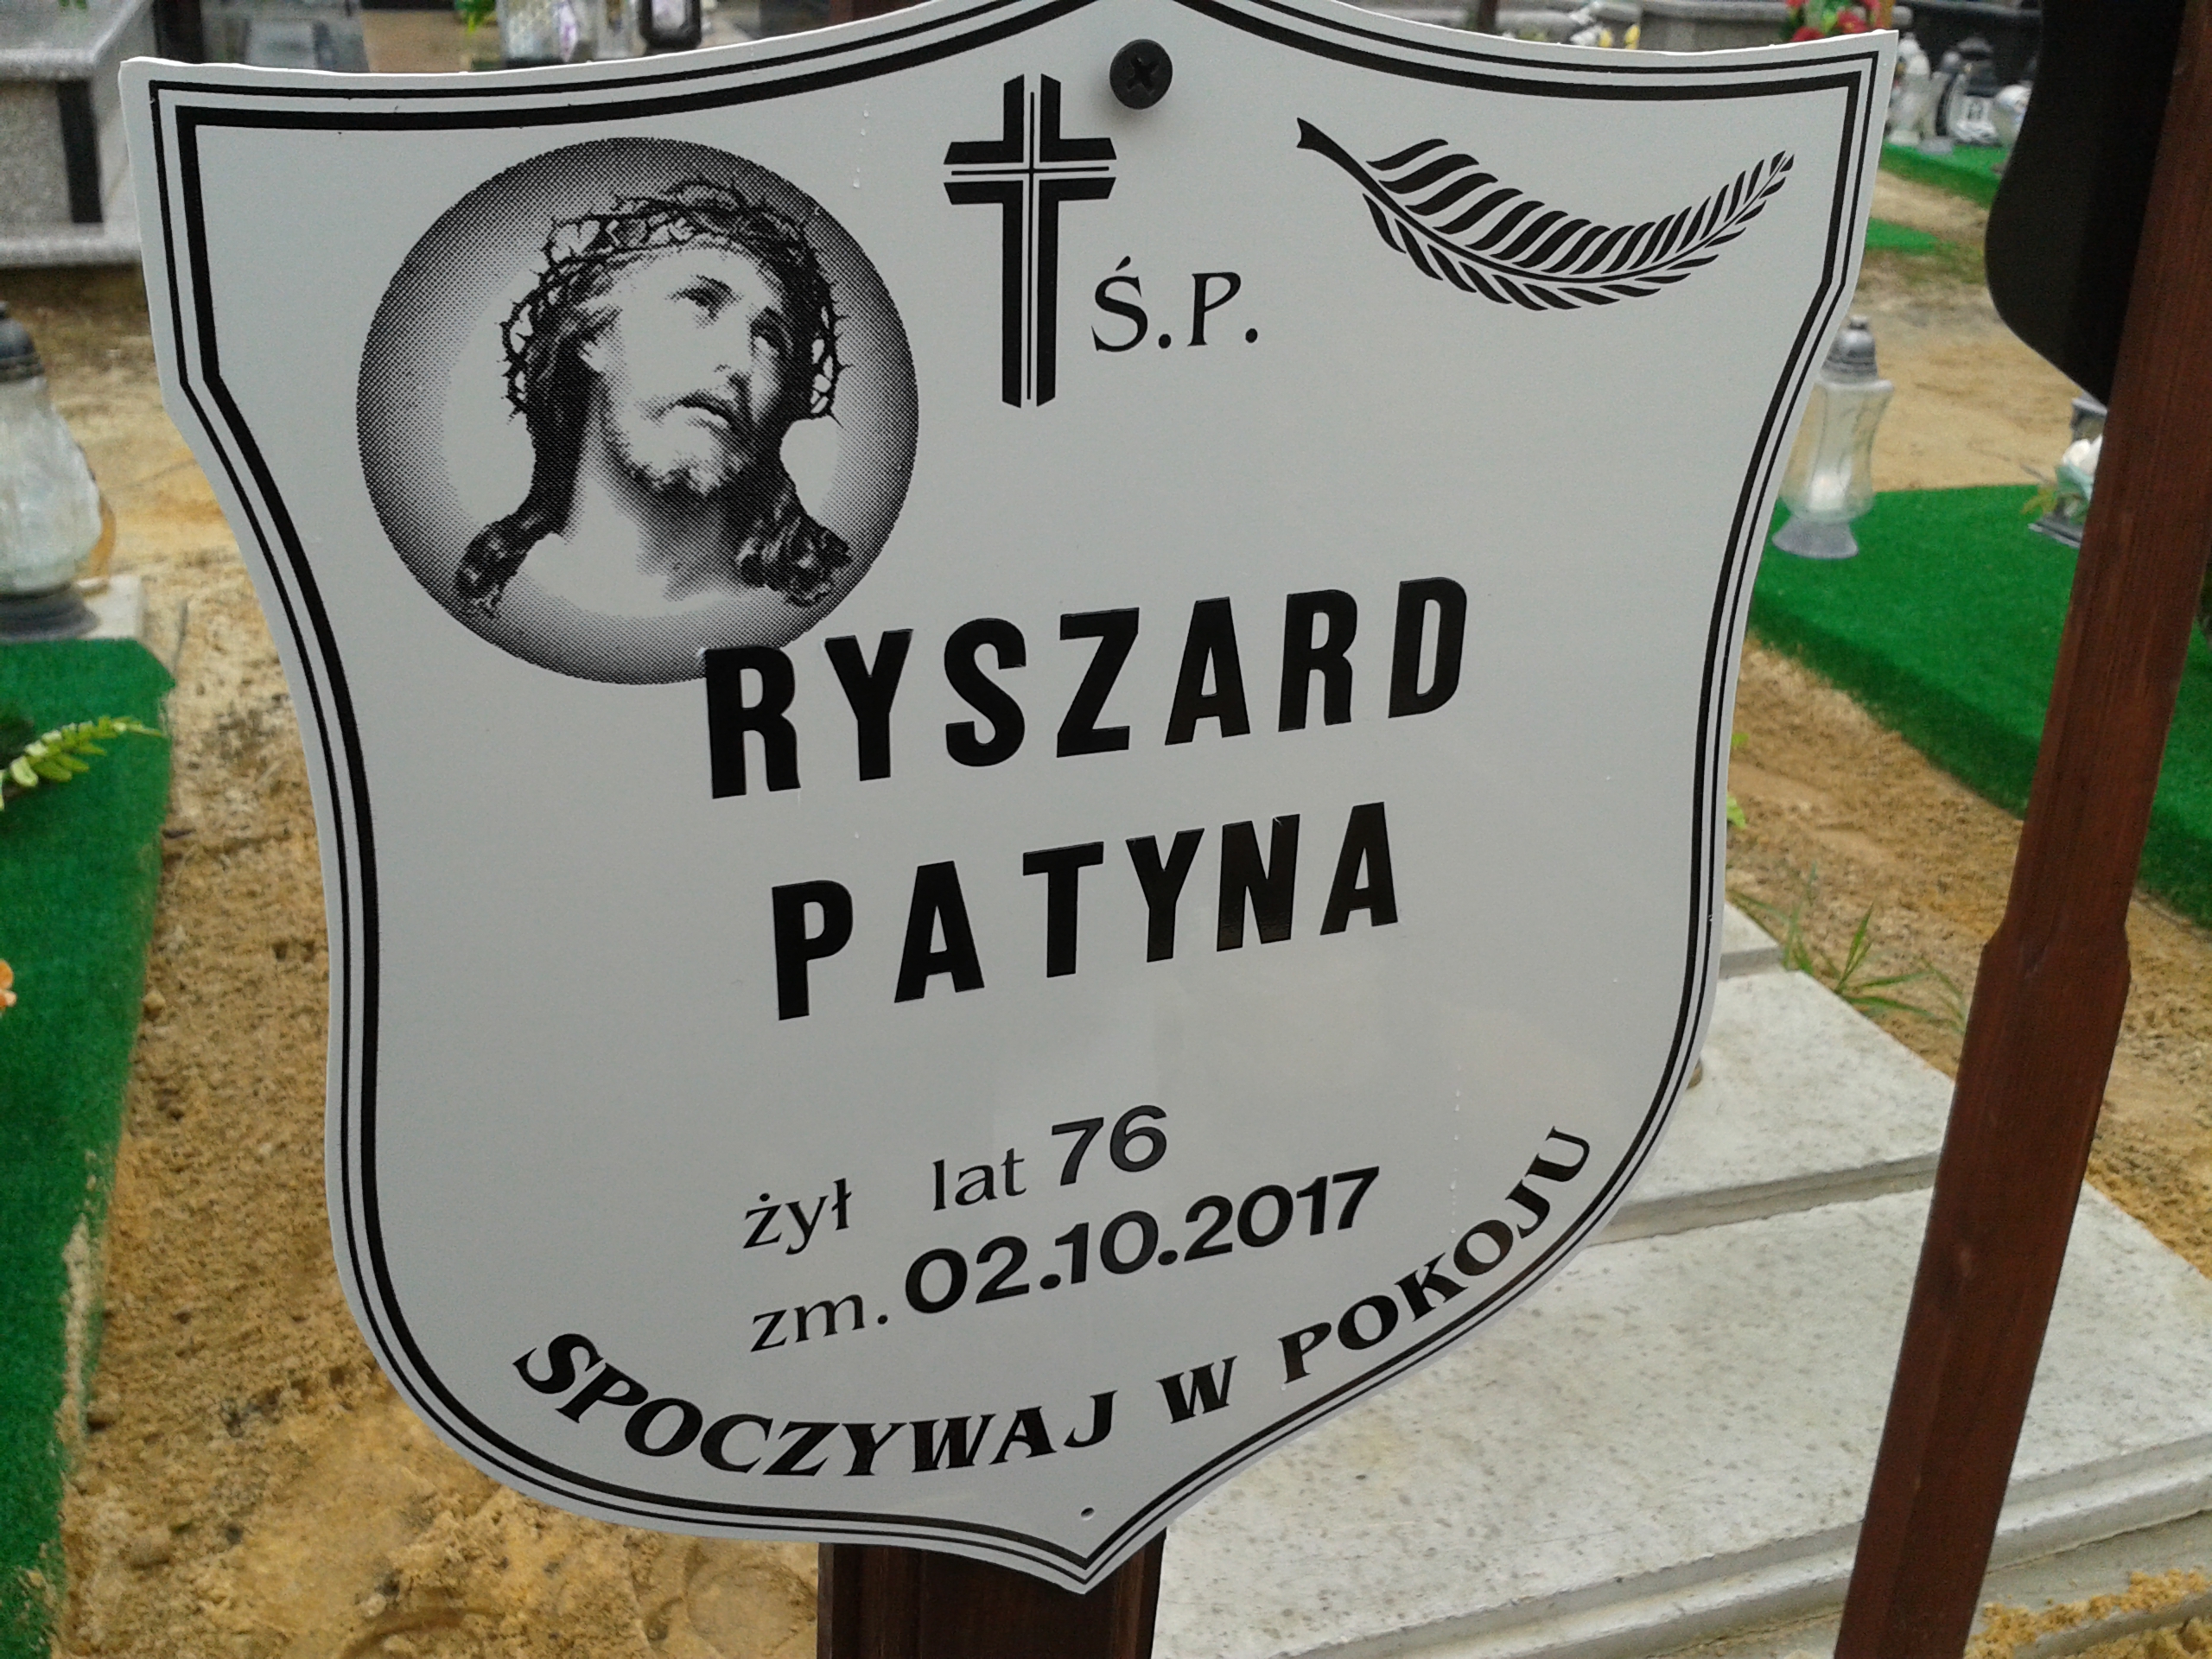 Ś.P.
RYSZARD
PATYNA
żył lat 76
zm. 02.10.2017
SPOCZYWAJ W POKOJU